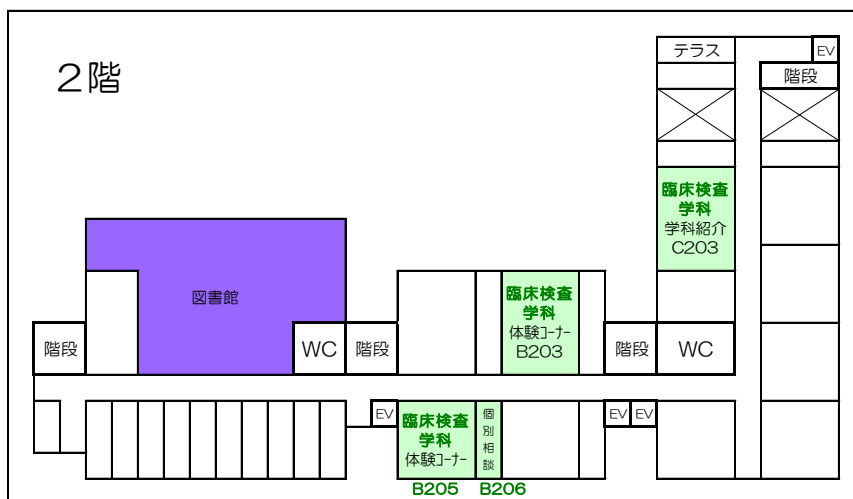 ２階
テラス
EV
階段
臨床検査
学科
学科紹介
C203
図書館
臨床検査
学科
体験ｺｰﾅｰ
B203
階段
WC
階段
階段
WC
EV
臨床検査
学科
体験ｺｰﾅｰ
個
別
相
談
EV
EV
B205
B206